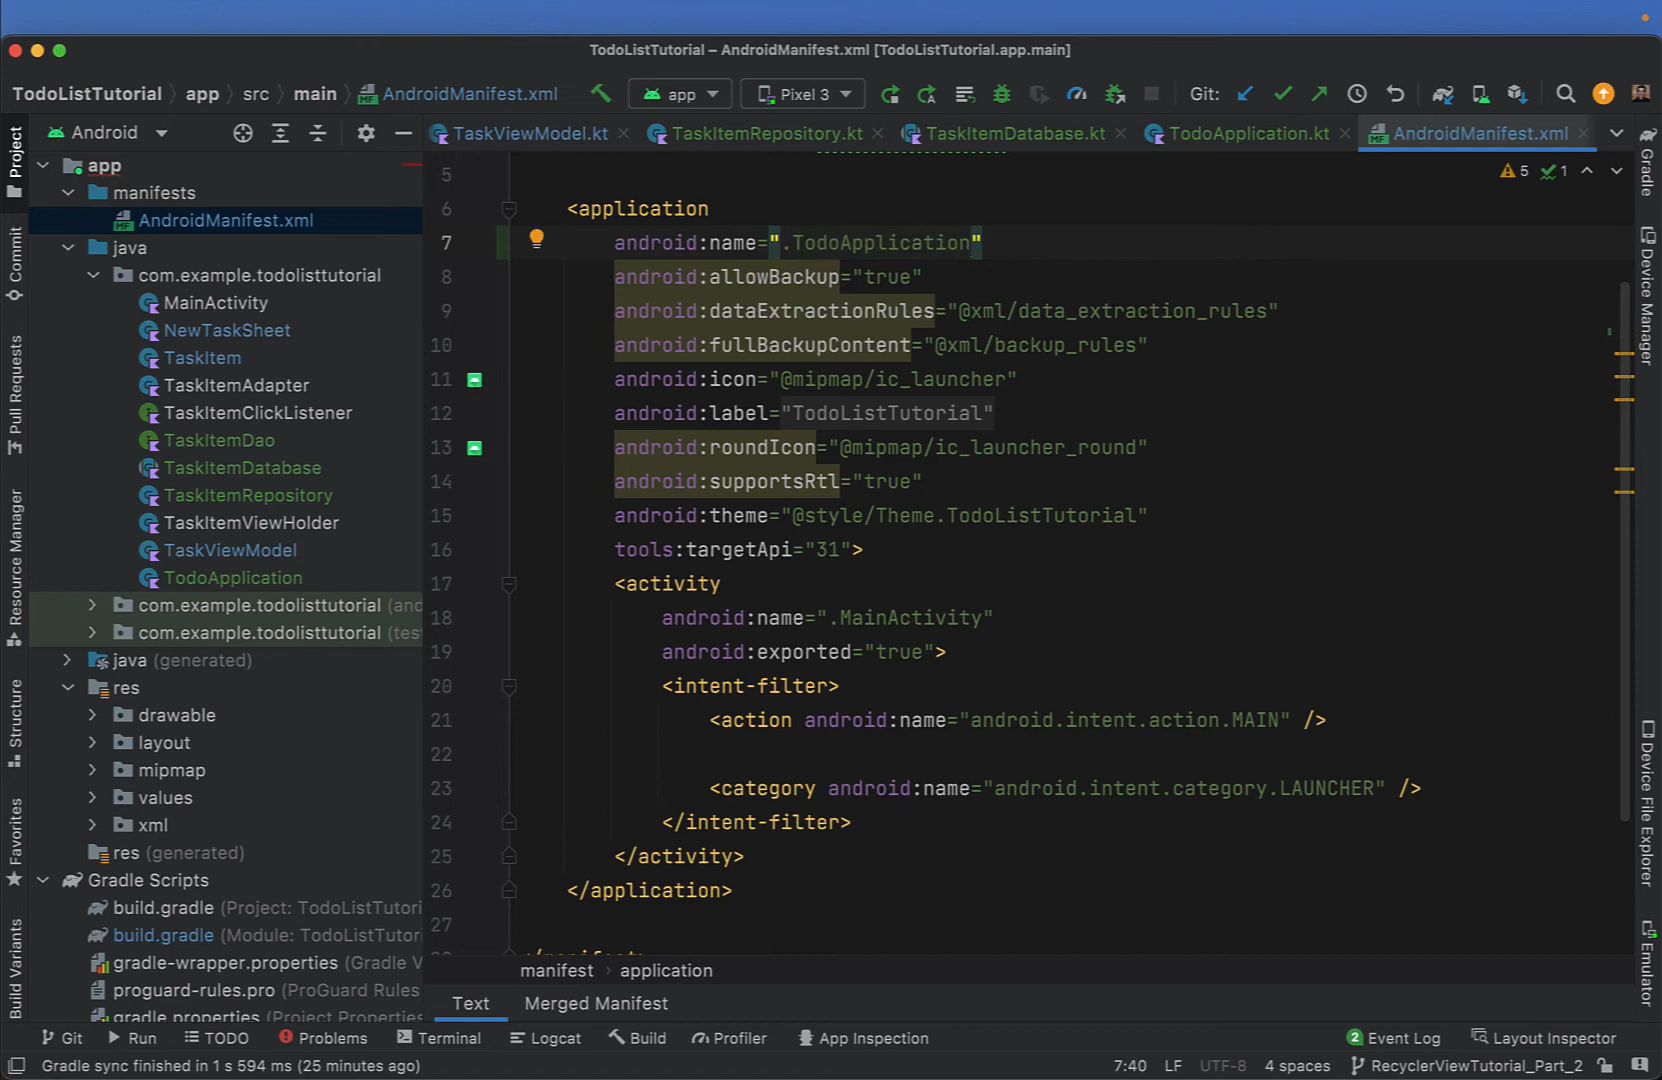 TodoListTutorial – AndroidManifest.xml [TodoListTutorial.app.main]
TodoListTutorial › app › src › main › AndroidManifest.xml
app
Pixel 3
Git:
Project
Android
TaskViewModel.kt
TaskItemRepository.kt
TaskItemDatabase.kt
TodoApplication.kt
AndroidManifest.xml
app
manifests
AndroidManifest.xml
java
com.example.todolisttutorial
MainActivity
NewTaskSheet
TaskItem
TaskItemAdapter
TaskItemClickListener
TaskItemDao
TaskItemDatabase
TaskItemRepository
TaskItemViewHolder
TaskViewModel
TodoApplication
com.example.todolisttutorial (and
com.example.todolisttutorial (tes
java (generated)
res
drawable
layout
mipmap
values
xml
res (generated)
Gradle Scripts
build.gradle (Project: TodoListTutori
build.gradle (Module: TodoListTutor
gradle-wrapper.properties (Gradle V
proguard-rules.pro (ProGuard Rules
gradle.properties (Project Properties
Commit
Pull Requests
Resource Manager
Structure
Favorites
Build Variants
5 1
5
6 <application
7 android:name=".TodoApplication"
8 android:allowBackup="true"
9 android:dataExtractionRules="@xml/data_extraction_rules"
10 android:fullBackupContent="@xml/backup_rules"
11 android:icon="@mipmap/ic_launcher"
12 android:label="TodoListTutorial"
13 android:roundIcon="@mipmap/ic_launcher_round"
14 android:supportsRtl="true"
15 android:theme="@style/Theme.TodoListTutorial"
16 tools:targetApi="31">
17 <activity
18 android:name=".MainActivity"
19 android:exported="true">
20 <intent-filter>
21 <action android:name="android.intent.action.MAIN" />
22
23 <category android:name="android.intent.category.LAUNCHER" />
24 </intent-filter>
25 </activity>
26 </application>
27
28 </manifest>
manifest › application
Text Merged Manifest
Gradle
Device Manager
Device File Explorer
Emulator
Git Run TODO Problems Terminal Logcat Build Profiler App Inspection 2 Event Log Layout Inspector
Gradle sync finished in 1 s 594 ms (25 minutes ago) 7:40 LF UTF-8 4 spaces RecyclerViewTutorial_Part_2